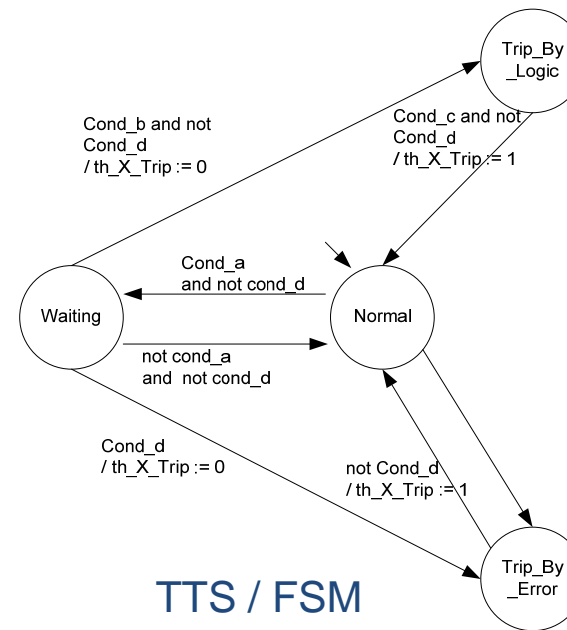 Trip_By
_Logic
Cond_b and not
Cond_d
/ th_X_Trip := 0
Cond_c and not
Cond_d
/ th_X_Trip := 1
Cond_a
and not cond_d
Waiting
Normal
not cond_a
and not cond_d
Cond_d
/ th_X_Trip := 0
not Cond_d
/ th_X_Trip := 1
Trip_By
_Error
TTS / FSM